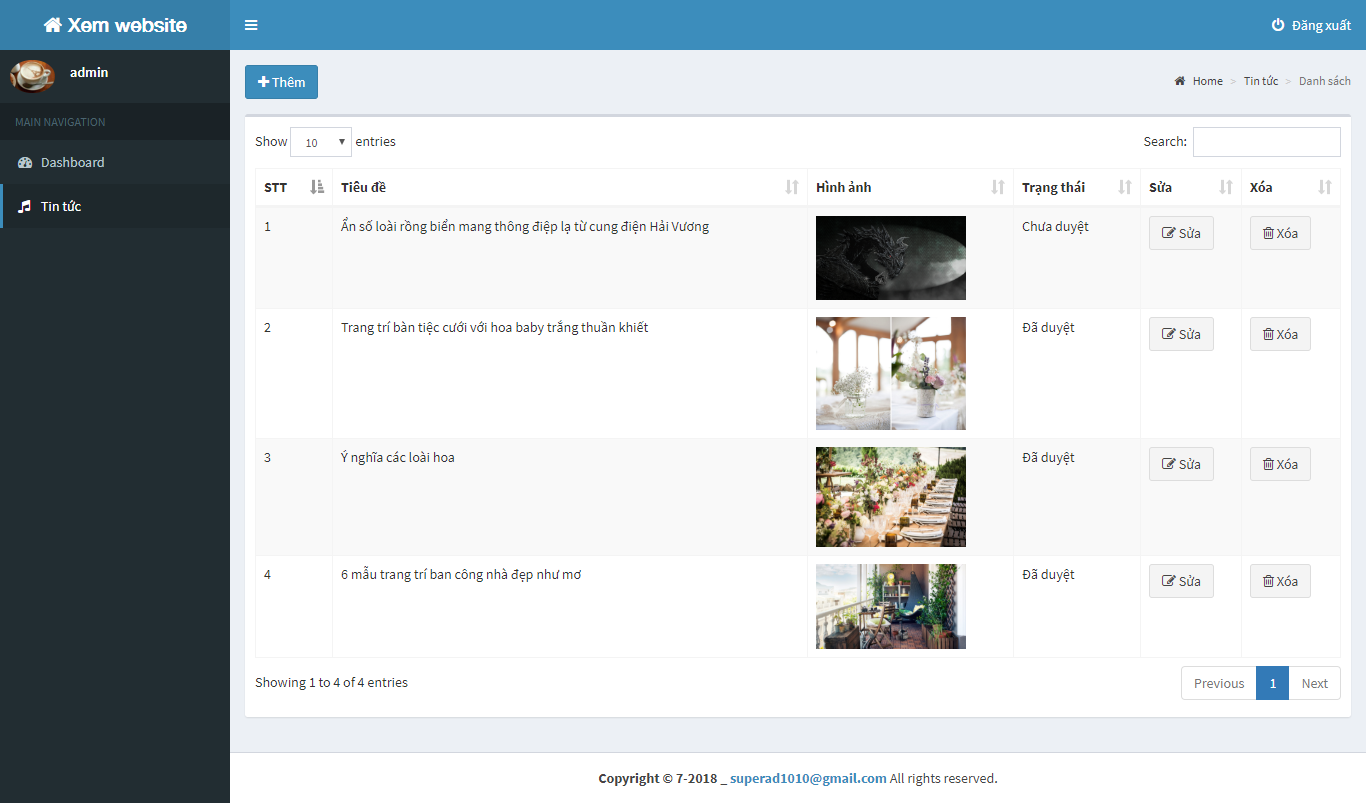 Xem website
Đăng xuất
admin
Thêm
Home > Tin tức > Danh sách
MAIN NAVIGATION
Dashboard
Tin tức
Show 10 entries
Search:
STT Tiêu đề Hình ảnh Trạng thái Sửa Xóa
1 Ẩn số loài rồng biển mang thông điệp lạ từ cung điện Hải Vương Chưa duyệt Sửa Xóa
2 Trang trí bàn tiệc cưới với hoa baby trắng thuần khiết Đã duyệt Sửa Xóa
3 Ý nghĩa các loài hoa Đã duyệt Sửa Xóa
4 6 mẫu trang trí ban công nhà đẹp như mơ Đã duyệt Sửa Xóa
Showing 1 to 4 of 4 entries
Previous 1 Next
Copyright © 7-2018 _ superad1010@gmail.com All rights reserved.